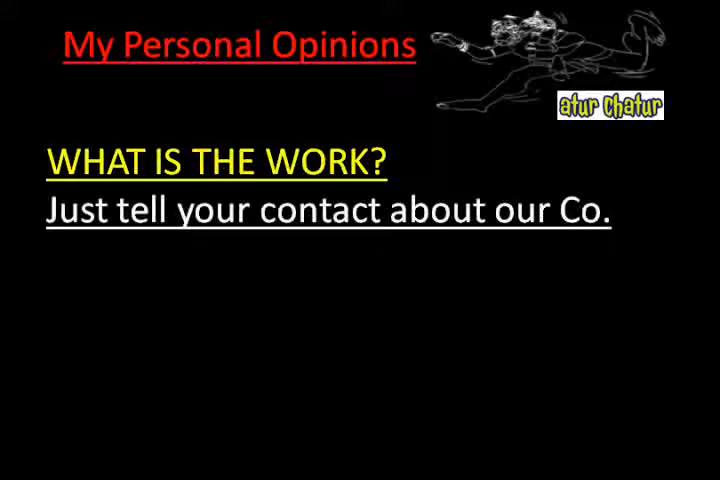 My Personal Opinions
atur chatur
WHAT IS THE WORK?
Just tell your contact about our Co.